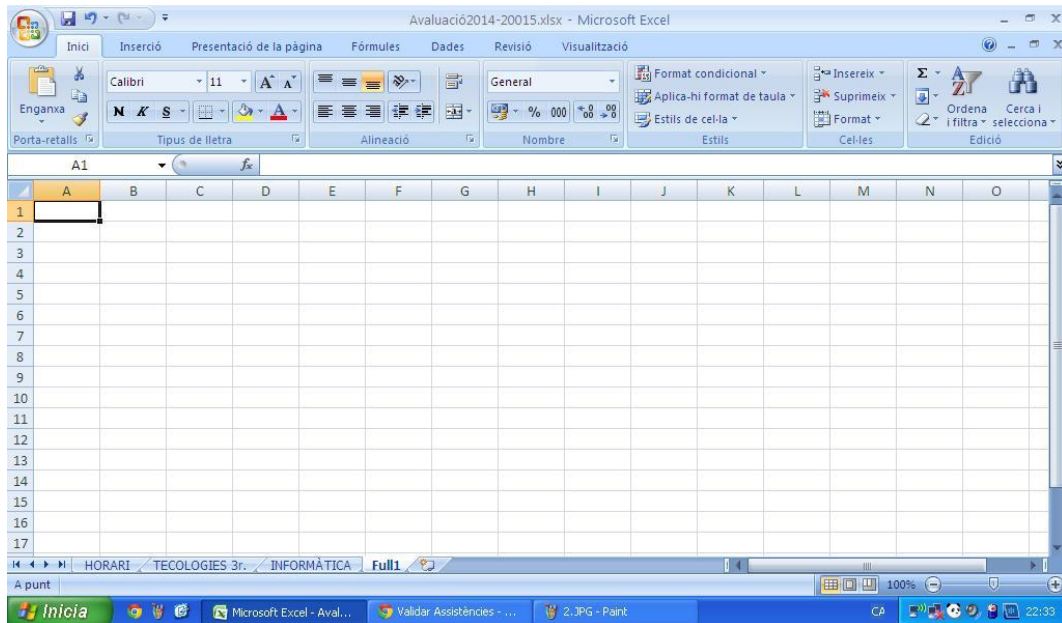 Avaluació2014-20015.xlsx - Microsoft Excel
Inici Inserció Presentació de la pàgina Fórmules Dades Revisió Visualització
Enganxa
Porta-retalls
Calibri 11 A A
N K S A
Tipus de lletra
Alineació
General
% 000 ,0 ,00 ,00 ,0
Nombre
Format condicional
Aplica-hi format de taula
Estils de cel·la
Estils
Insereix
Suprimeix
Format
Cel·les
Σ
Ordena i filtra
Cerca i selecciona
Edició
A1 fx
A B C D E F G H I J K L M N O
1
2
3
4
5
6
7
8
9
10
11
12
13
14
15
16
17
HORARI TECOLOGIES 3r. INFORMÀTICA Full1
A punt 100%
Inicia Microsoft Excel - Aval... Validar Assistències - ... 2.JPG - Paint CA 22:33